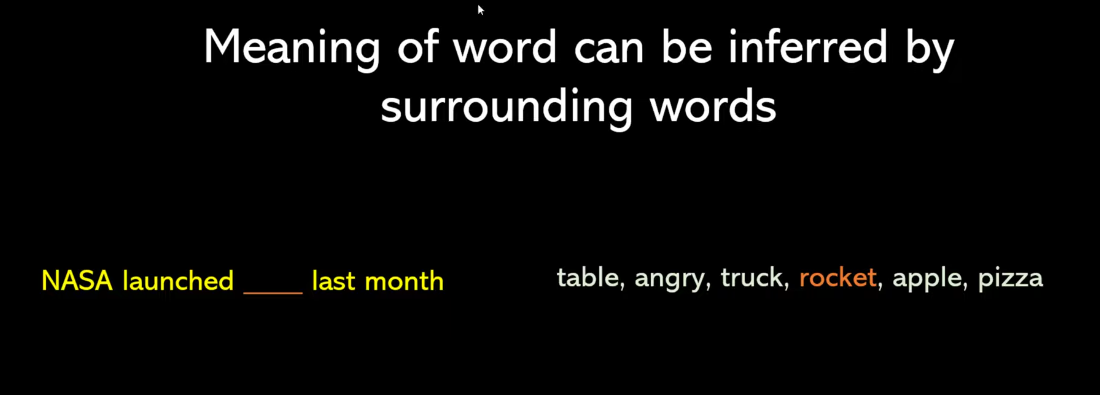 Meaning of word can be inferred by
surrounding words
NASA launched ____ last month
table, angry, truck, rocket, apple, pizza